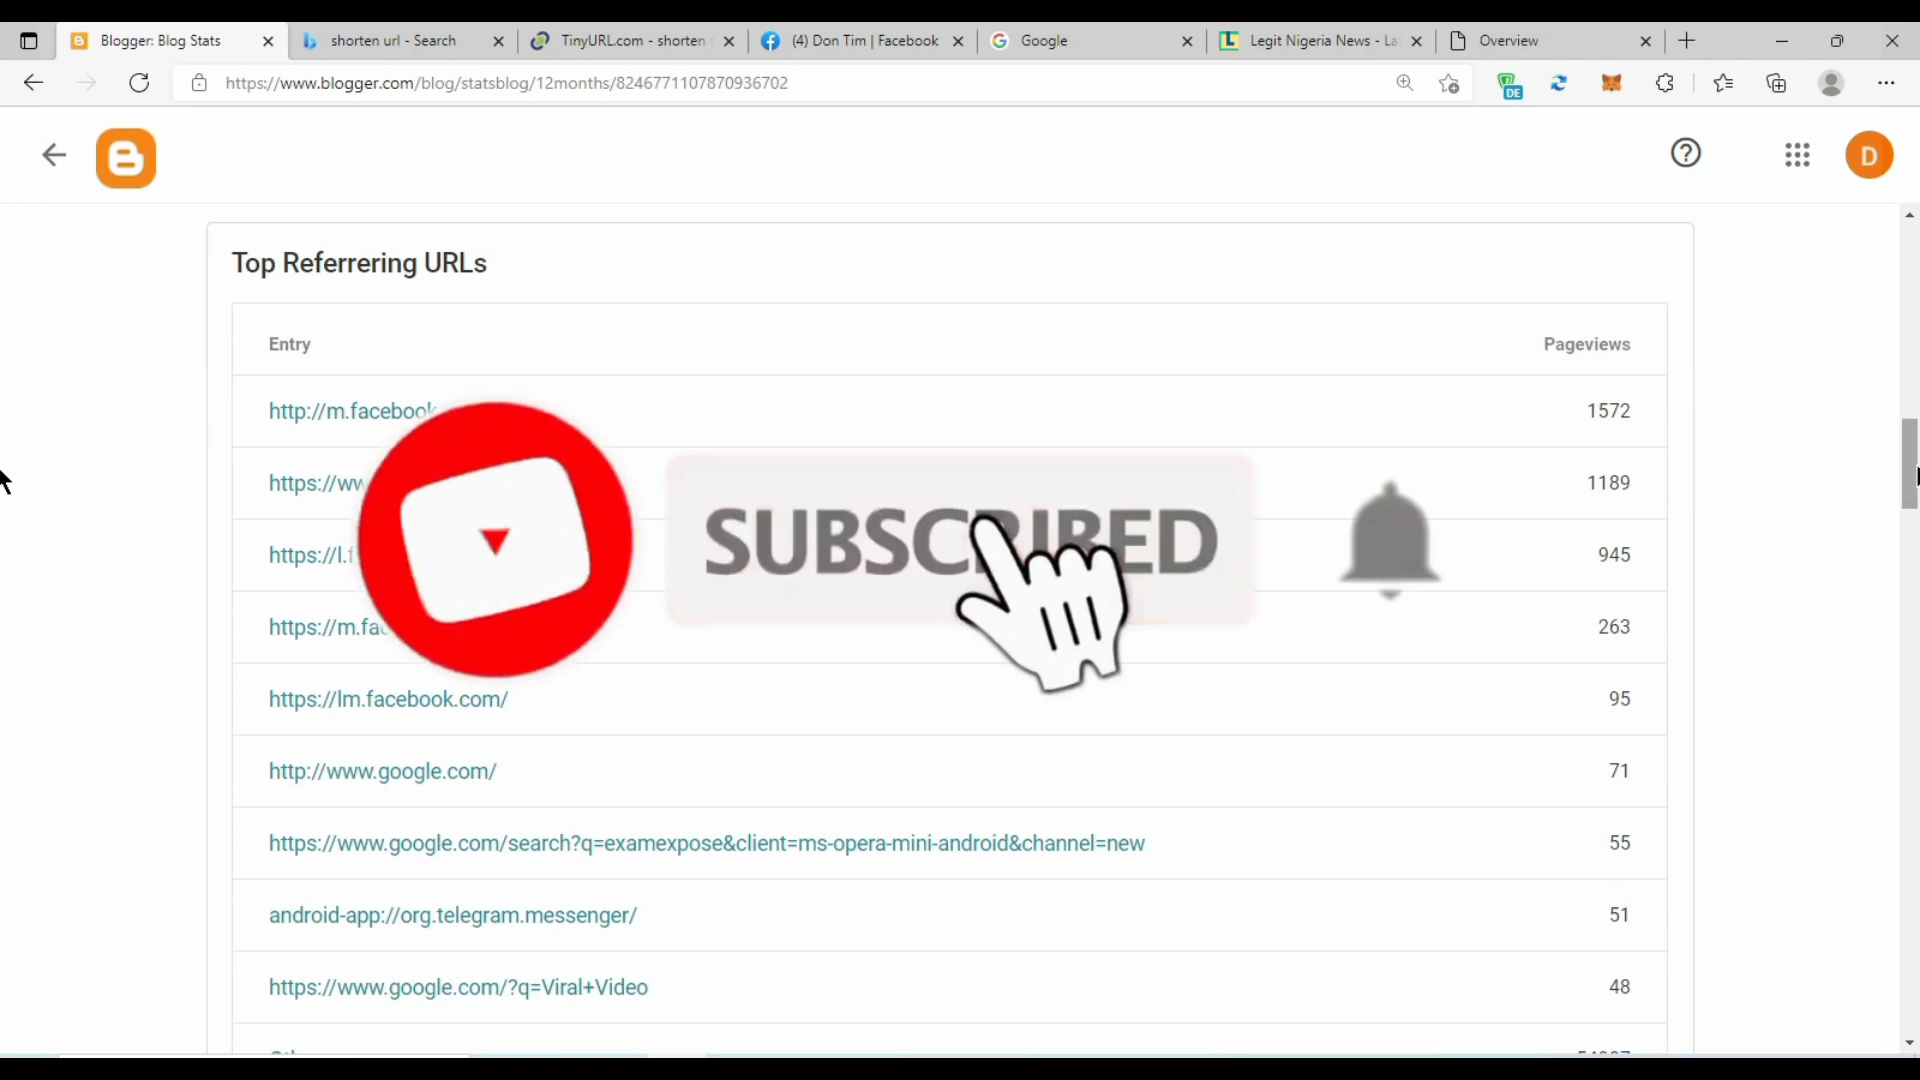 Blogger: Blog Stats
shorten url - Search
TinyURL.com - shorten
(4) Don Tim | Facebook
Google
Legit Nigeria News - La
Overview
https://www.blogger.com/blog/statsblog/12months/8246771107870936702
DE
D
Top Referrering URLs
Entry Pageviews
http://m.facebook 1572
https://ww 1189
https://l.f 945
https://m.fac 263
SUBSCRIBED
https://lm.facebook.com/ 95
http://www.google.com/ 71
https://www.google.com/search?q=examexpose&client=ms-opera-mini-android&channel=new 55
android-app://org.telegram.messenger/ 51
https://www.google.com/?q=Viral+Video 48